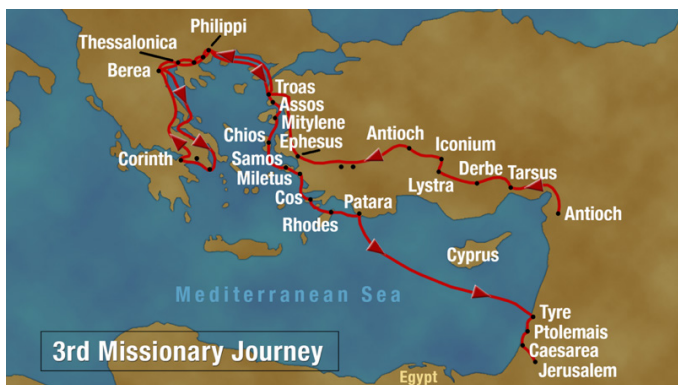 Philippi
Thessalonica
Berea
Troas
Assos
Mitylene
Chios
Ephesus
Antioch
Iconium
Corinth
Samos
Miletus
Lystra
Derbe
Tarsus
Cos
Rhodes
Patara
Antioch
Cyprus
Mediterranean Sea
Tyre
Ptolemais
Caesarea
Jerusalem
3rd Missionary Journey
Egypt